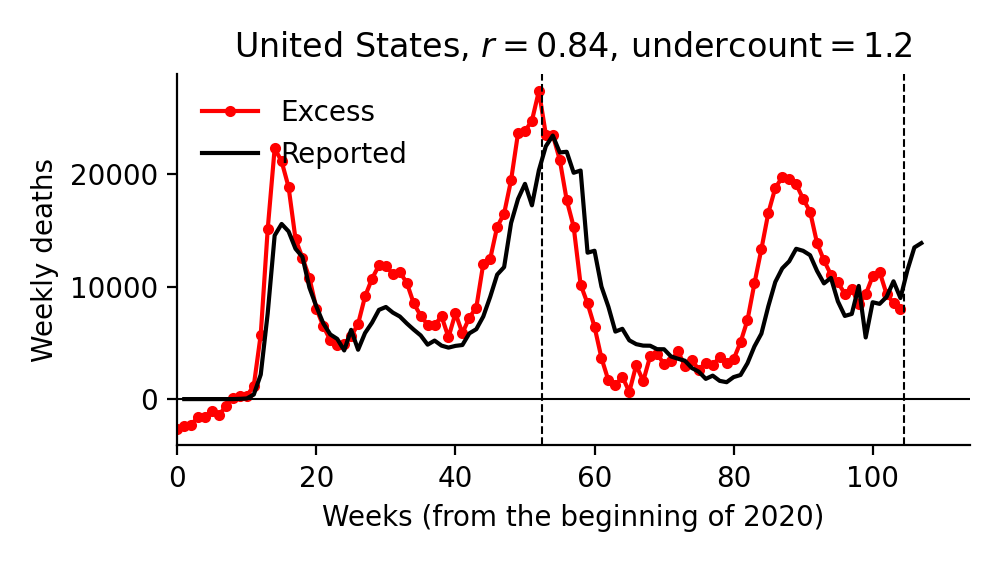 United States, r = 0.84, undercount = 1.2
Excess
Reported
Weekly deaths
20000
10000
0
0 20 40 60 80 100
Weeks (from the beginning of 2020)